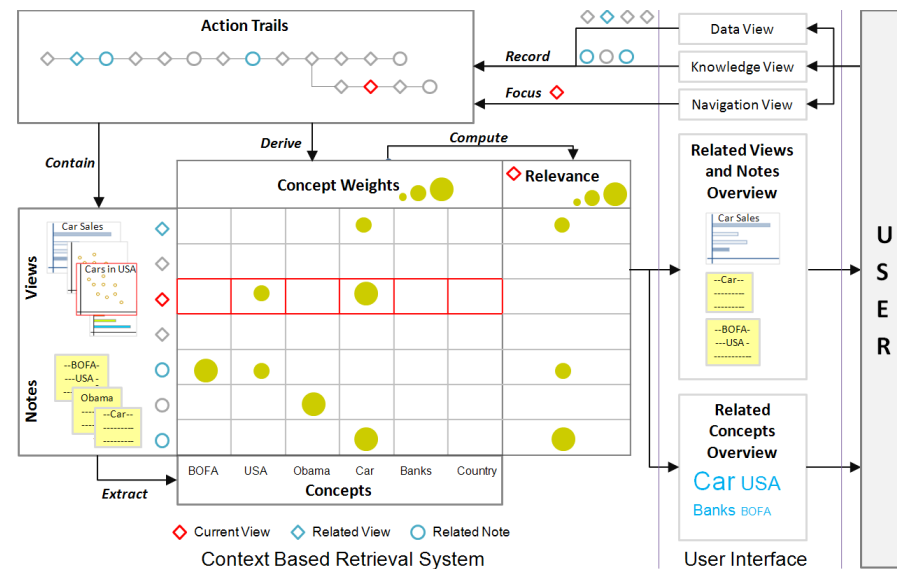 Action Trails
Data View
Record
Knowledge View
Focus
Navigation View
Contain
Derive
Compute
Related Views
and Notes
Overview
Car Sales
--Car--
----------
----------
--BOFA-
---USA -
-----------
Concept Weights
Relevance
Views
Car Sales
Cars in USA
Notes
--BOFA-
---USA -
Obama
--Car--
----------
----------
BOFA
USA
Obama
Car
Banks
Country
Concepts
Extract
Related
Concepts
Overview
Car USA
Banks BOFA
U
S
E
R
Current View
Related View
Related Note
Context Based Retrieval System
User Interface